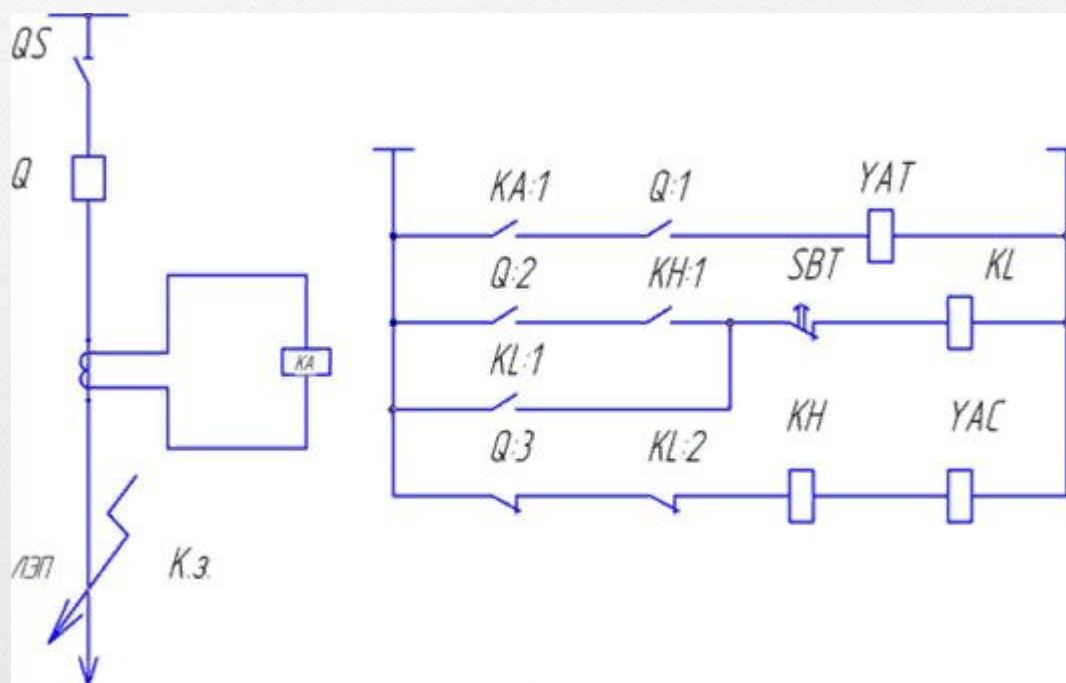 QS
Q
KA
ЛЭП
К.з.
KA:1 Q:1 YAT
Q:2 KH:1 SBT KL
KL:1
Q:3 KL:2 KH YAC